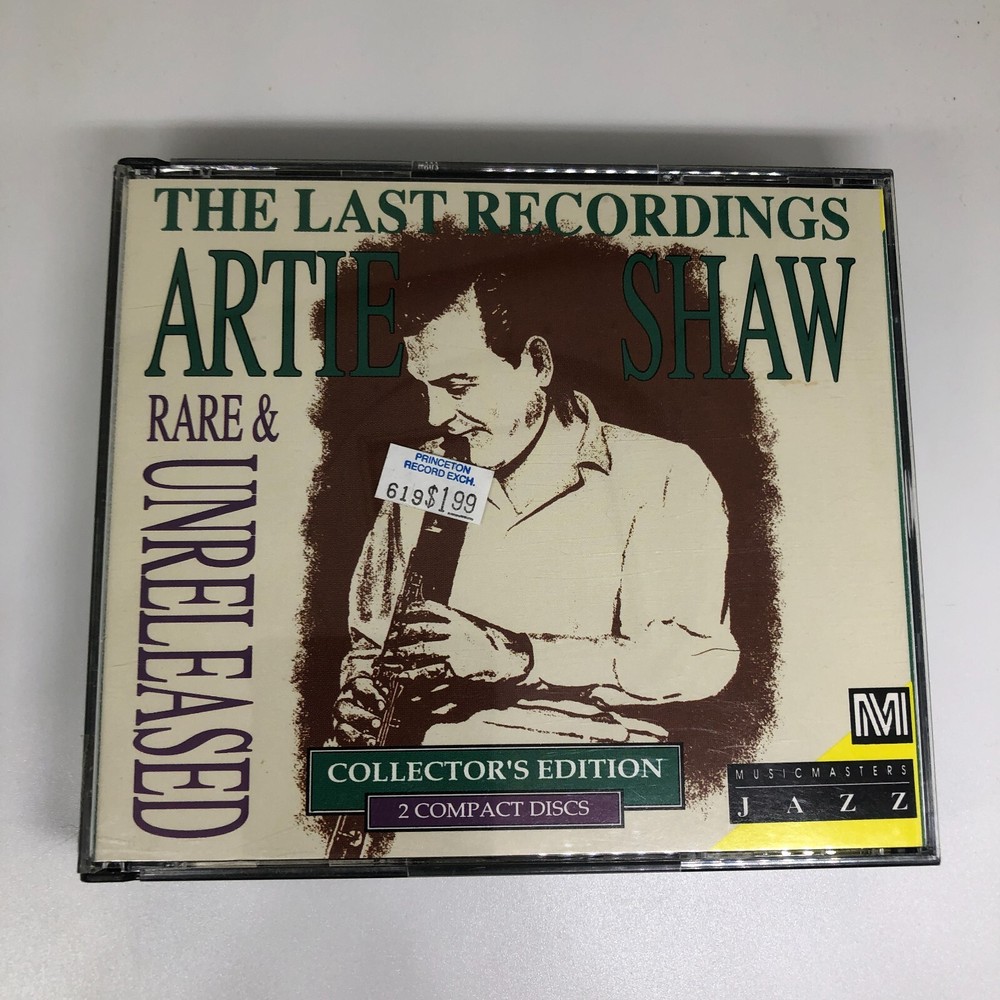 THE LAST RECORDINGS
ARTIE SHAW
RARE &
UNRELEASED
PRINCETON
RECORD EXCH.
619 $1.99
COLLECTOR'S EDITION
2 COMPACT DISCS
MUSICMASTERS
JAZZ